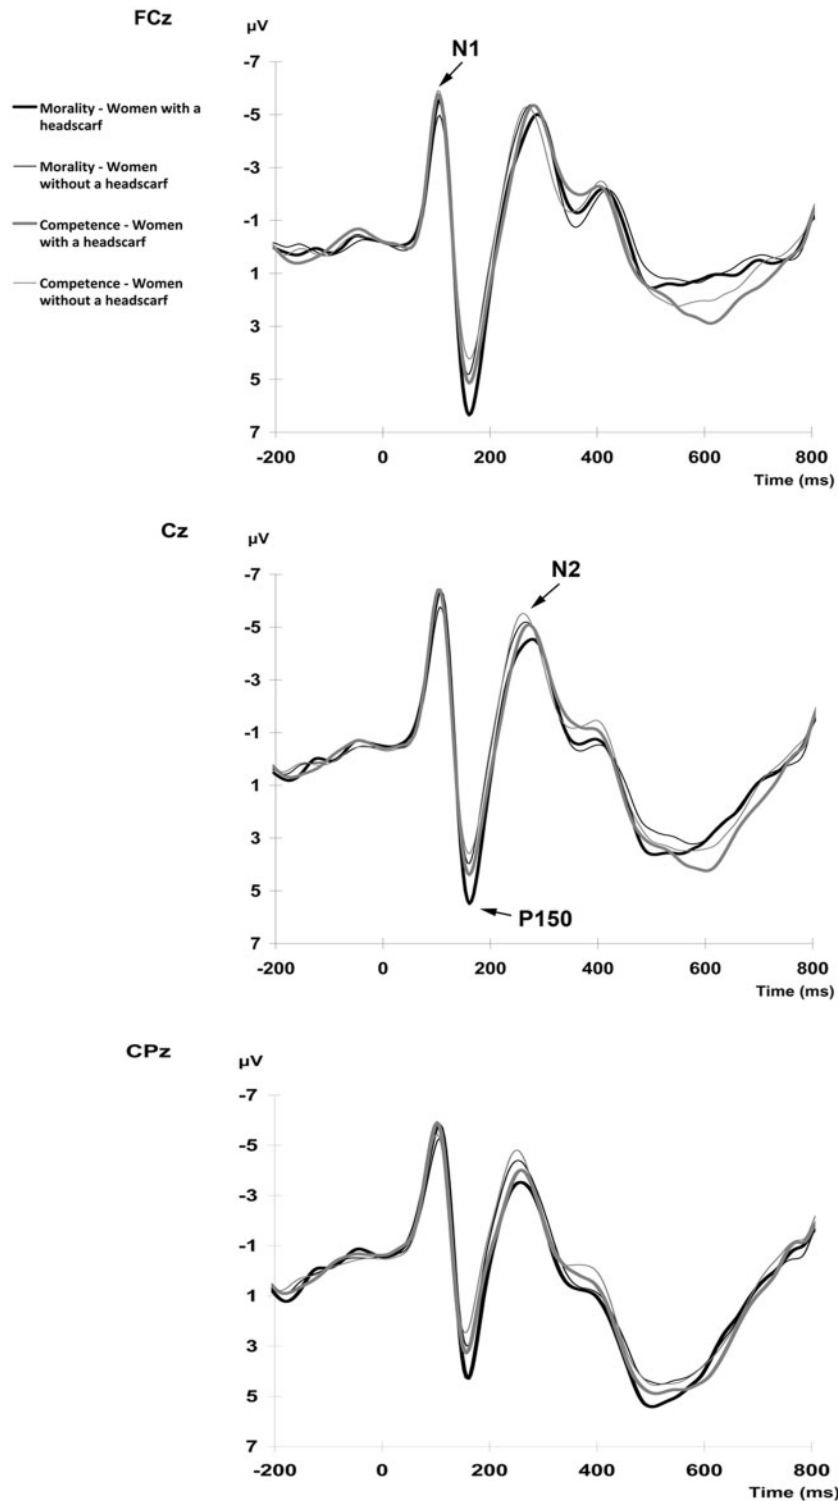 FCz
µV
N1
Morality - Women with a
headscarf
Morality - Women
without a headscarf
Competence - Women
with a headscarf
Competence - Women
without a headscarf
-7
-5
-3
-1
1
3
5
7
-200 0 200 400 600 800
Time (ms)
Cz
µV
N2
-7
-5
-3
-1
1
3
5
7
P150
-200 0 200 400 600 800
Time (ms)
CPz
µV
-7
-5
-3
-1
1
3
5
7
-200 0 200 400 600 800
Time (ms)